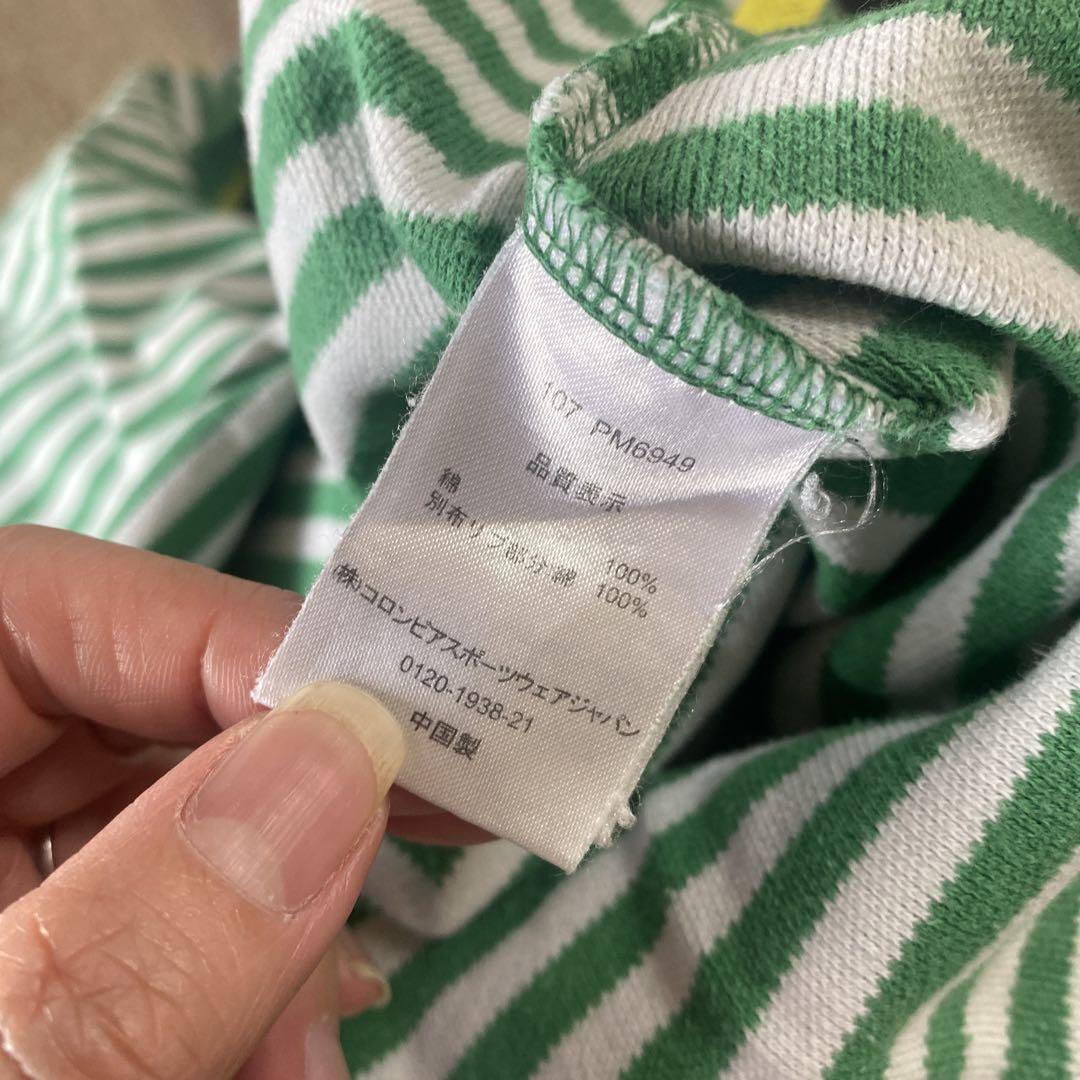 107 PM6949
品質表示
綿 100%
別布リブ部分綿 100%
(株)コロンビアスポーツウェアジャパン
0120-1938-21
中国製